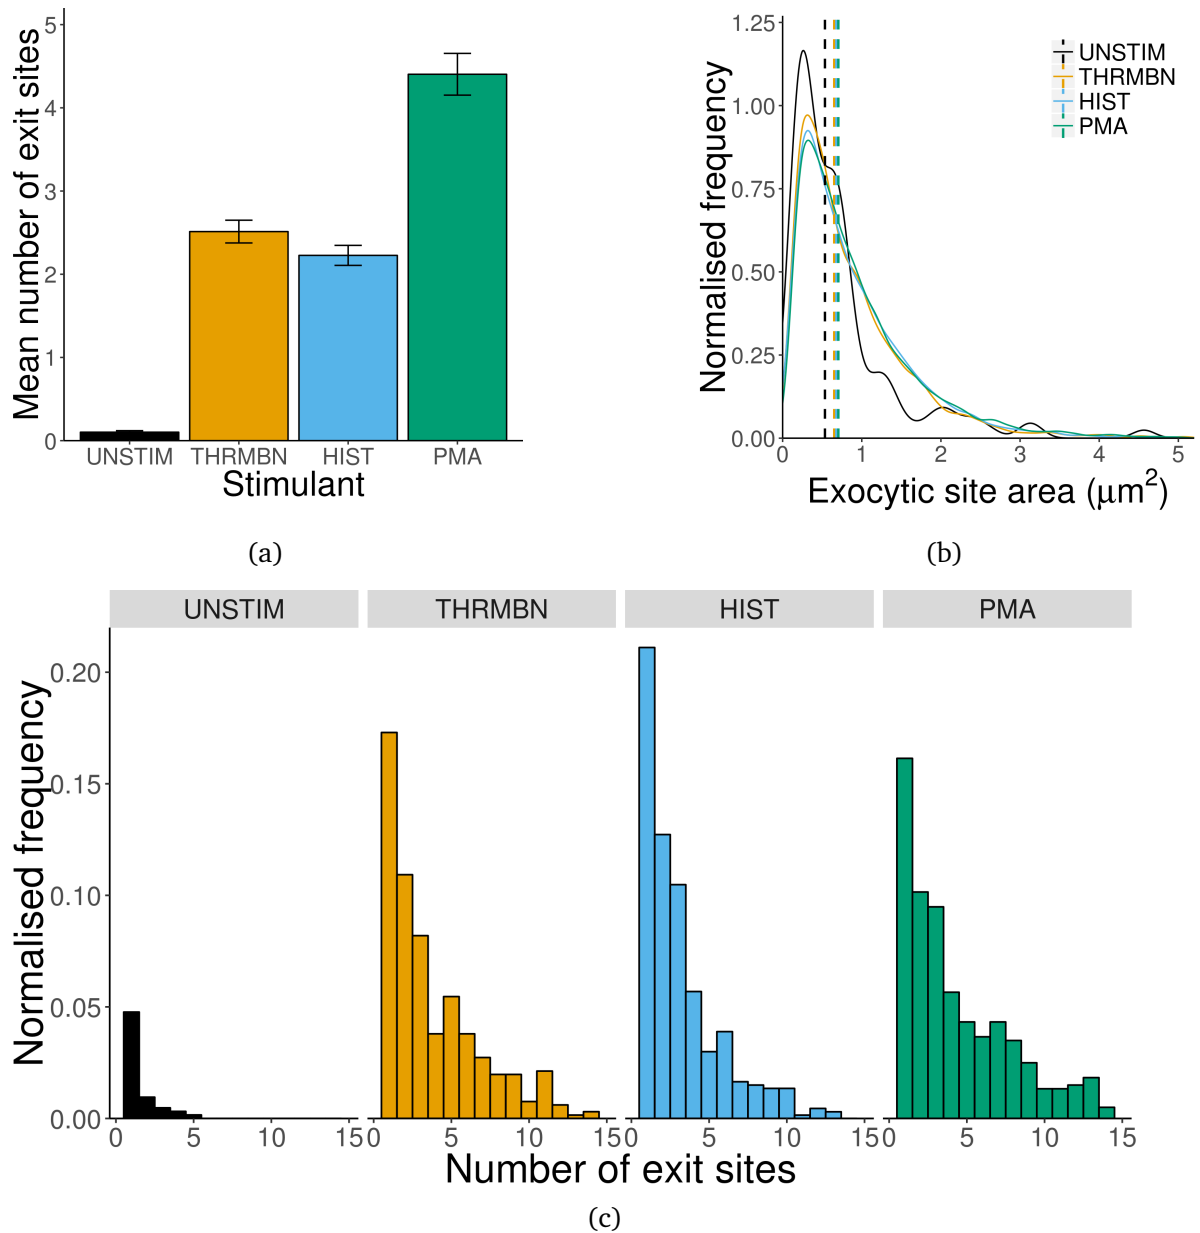 Mean number of exit sites
5
4
3
2
1
0
UNSTIM THRMBN HIST PMA
Stimulant
(a)
Normalised frequency
1.25
1.00
0.75
0.50
0.25
0.00
0 1 2 3 4 5
Exocytic site area (μm²)
UNSTIM
THRMBN
HIST
PMA
(b)
UNSTIM THRMBN HIST PMA
Normalised frequency
0.20
0.15
0.10
0.05
0.00
0 5 10 15 0 5 10 15 0 5 10 15 0 5 10 15
Number of exit sites
(c)